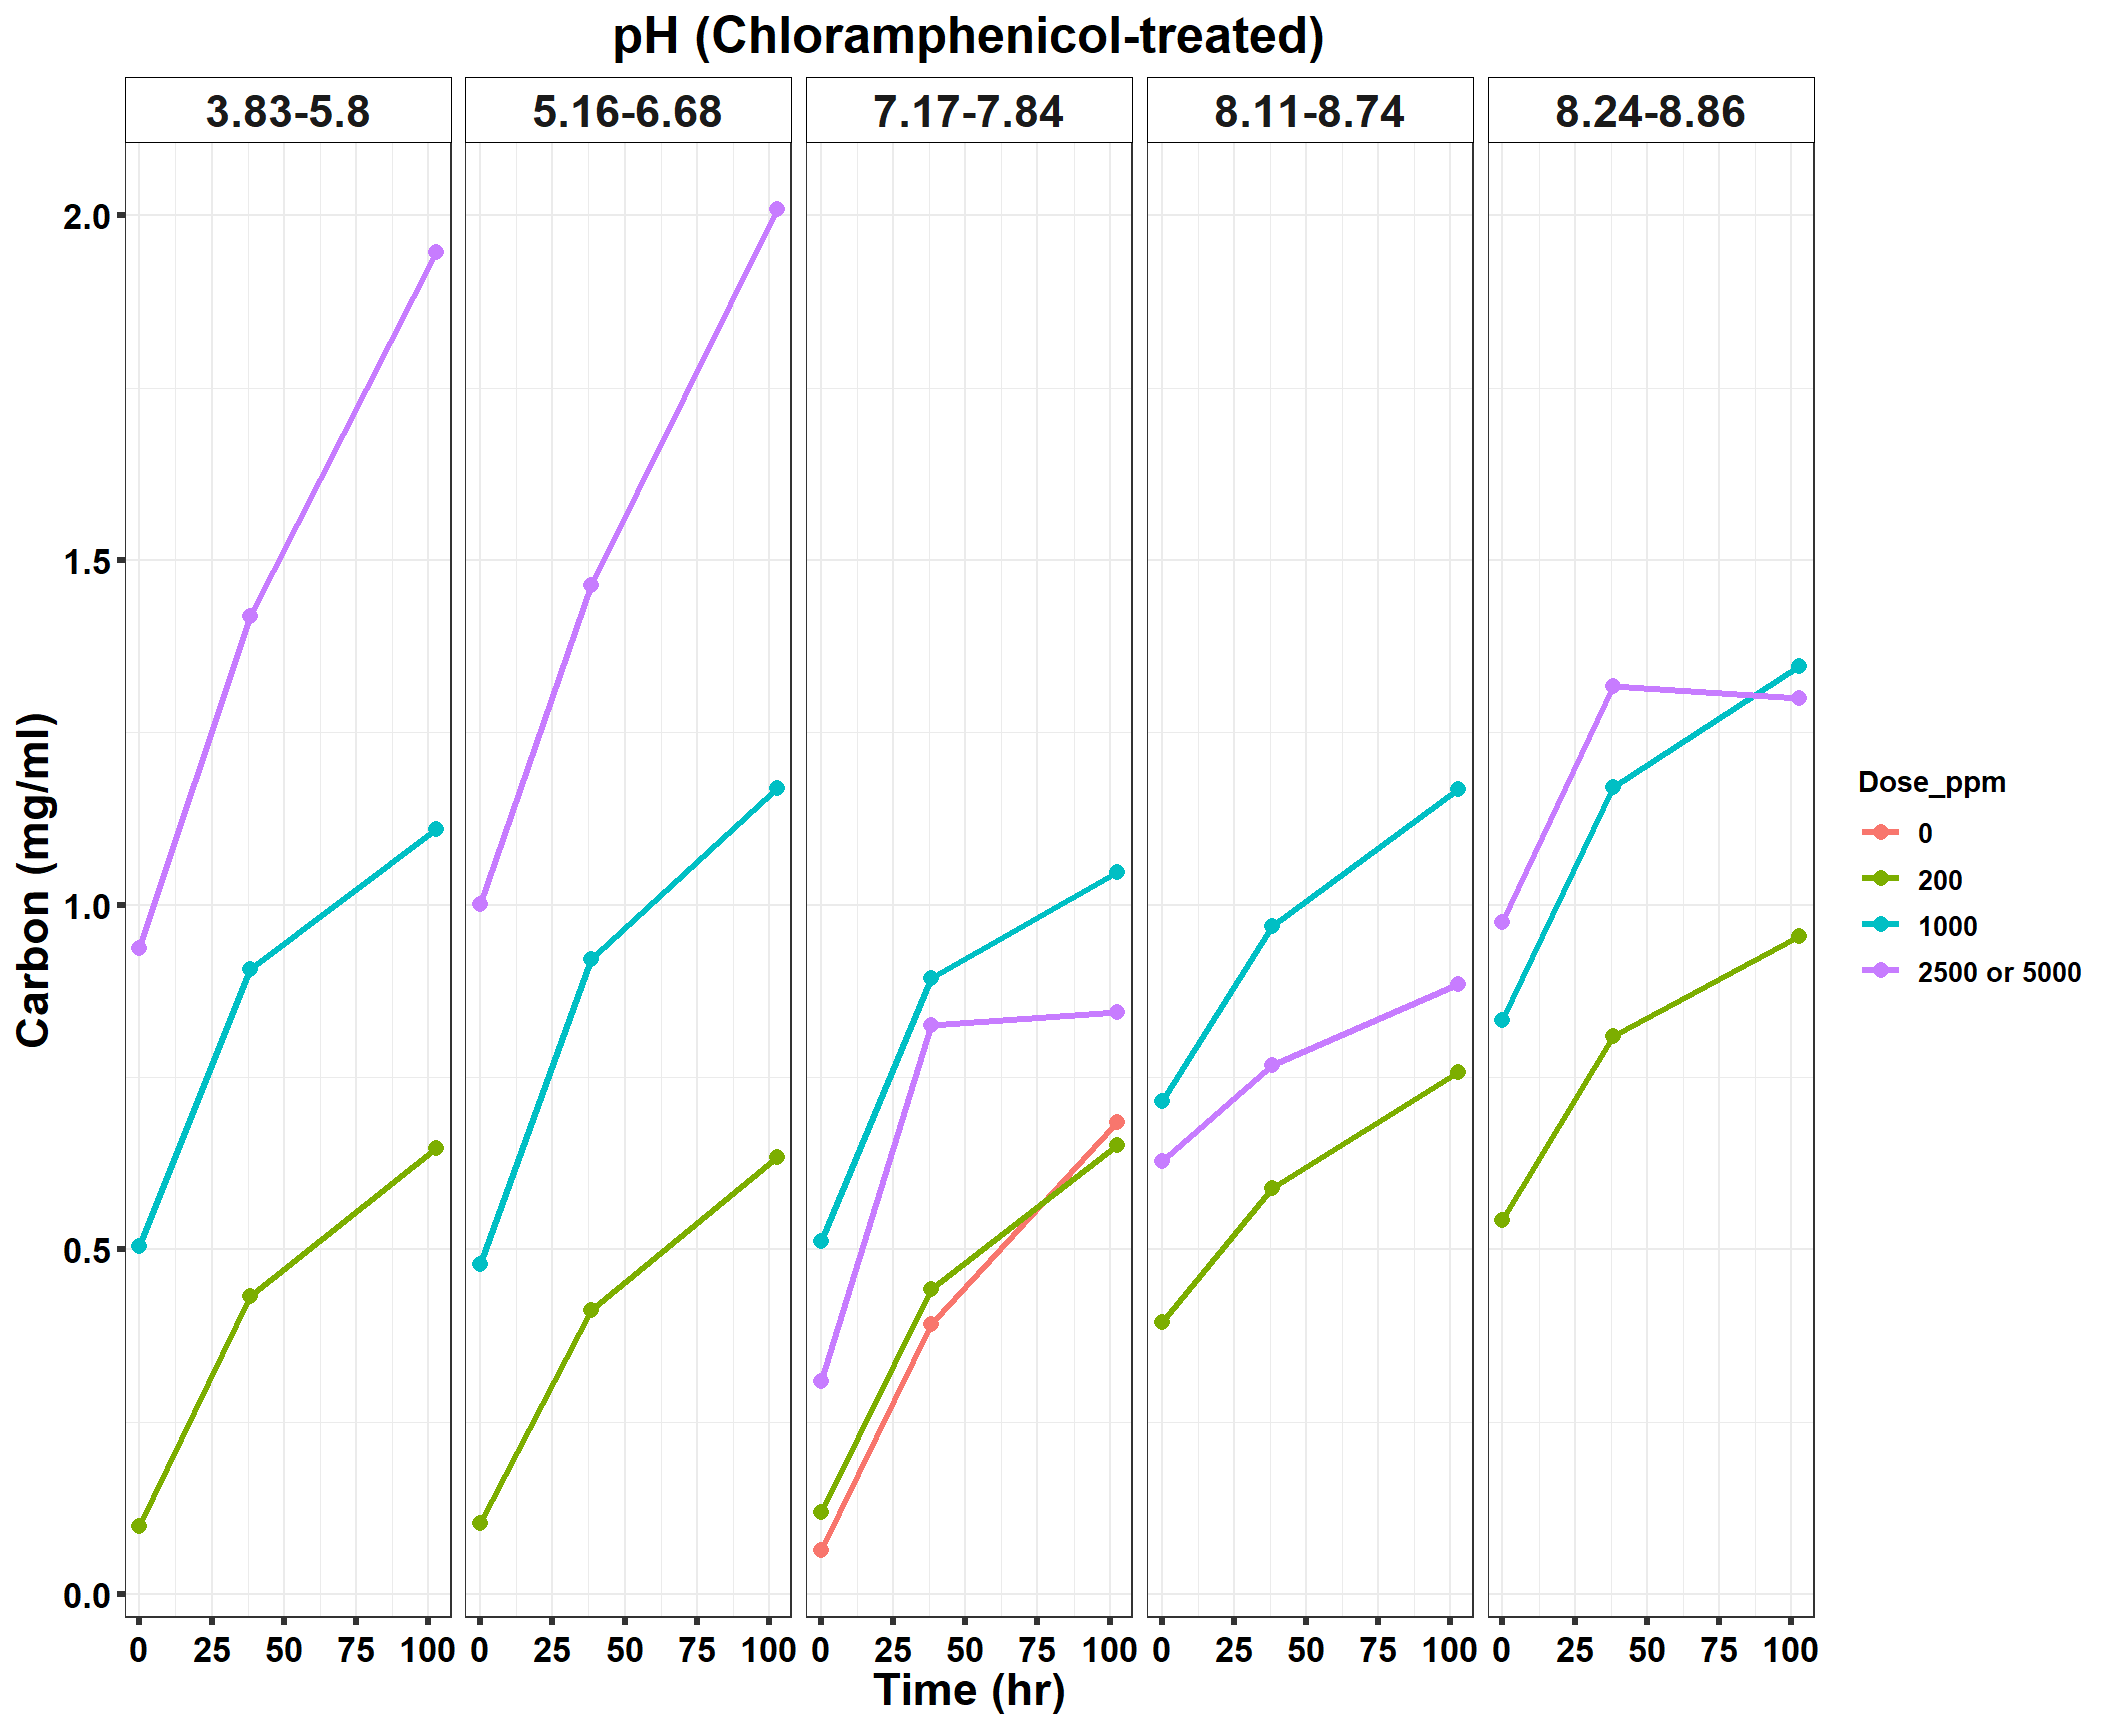 pH (Chloramphenicol-treated)
3.83-5.8 5.16-6.68 7.17-7.84 8.11-8.74 8.24-8.86
Carbon (mg/ml)
2.0
1.5
1.0
0.5
0.0
0 25 50 75 100 0 25 50 75 100 0 25 50 75 100 0 25 50 75 100 0 25 50 75 100
Time (hr)
Dose_ppm
0
200
1000
2500 or 5000